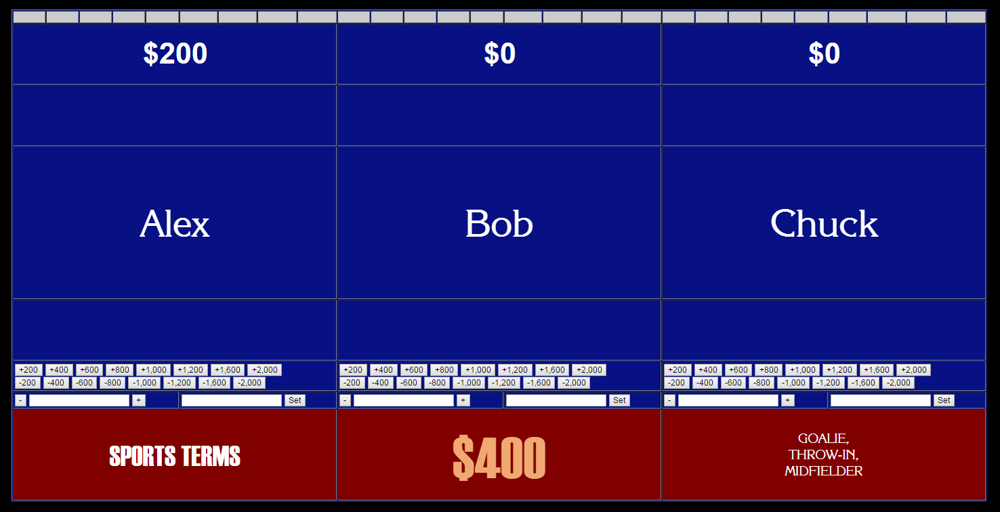 $200 $0 $0
Alex Bob Chuck
+200 +400 +600 +800 +1,000 +1,200 +1,600 +2,000 +200 +400 +600 +800 +1,000 +1,200 +1,600 +2,000 +200 +400 +600 +800 +1,000 +1,200 +1,600 +2,000
-200 -400 -600 -800 -1,000 -1,200 -1,600 -2,000 -200 -400 -600 -800 -1,000 -1,200 -1,600 -2,000 -200 -400 -600 -800 -1,000 -1,200 -1,600 -2,000
- + Set - + Set - + Set
SPORTS TERMS
$400
GOALIE,
THROW-IN,
MIDFIELDER